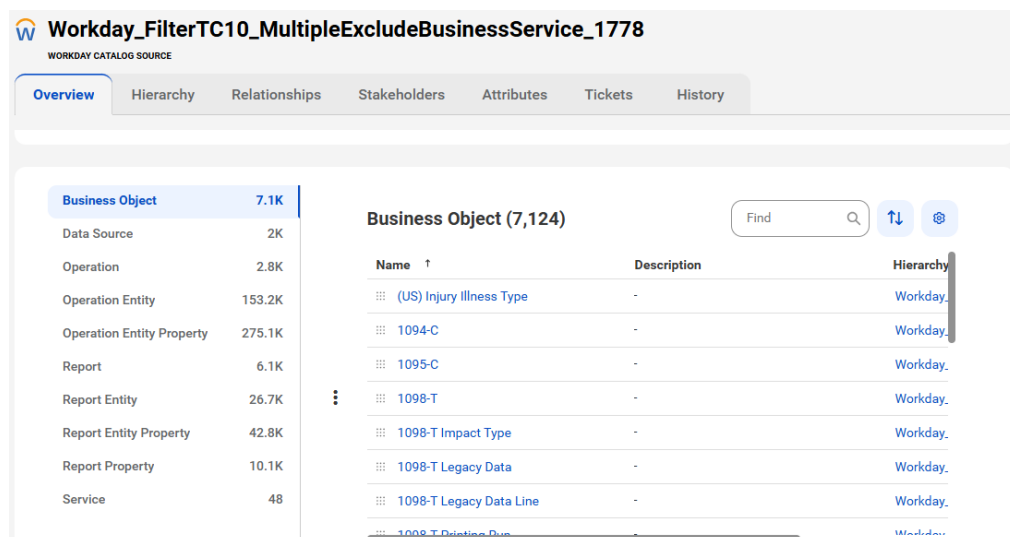 Workday_FilterTC10_MultipleExcludeBusinessService_1778
WORKDAY CATALOG SOURCE
Overview Hierarchy Relationships Stakeholders Attributes Tickets History
Business Object 7.1K
Data Source 2K
Operation 2.8K
Operation Entity 153.2K
Operation Entity Property 275.1K
Report 6.1K
Report Entity 26.7K
Report Entity Property 42.8K
Report Property 10.1K
Service 48
Business Object (7,124)
Find
Name ↑ Description Hierarchy
(US) Injury Illness Type - Workday_
1094-C - Workday_
1095-C - Workday_
1098-T - Workday_
1098-T Impact Type - Workday_
1098-T Legacy Data - Workday_
1098-T Legacy Data Line - Workday_
1098-T Printing Run - Workday_